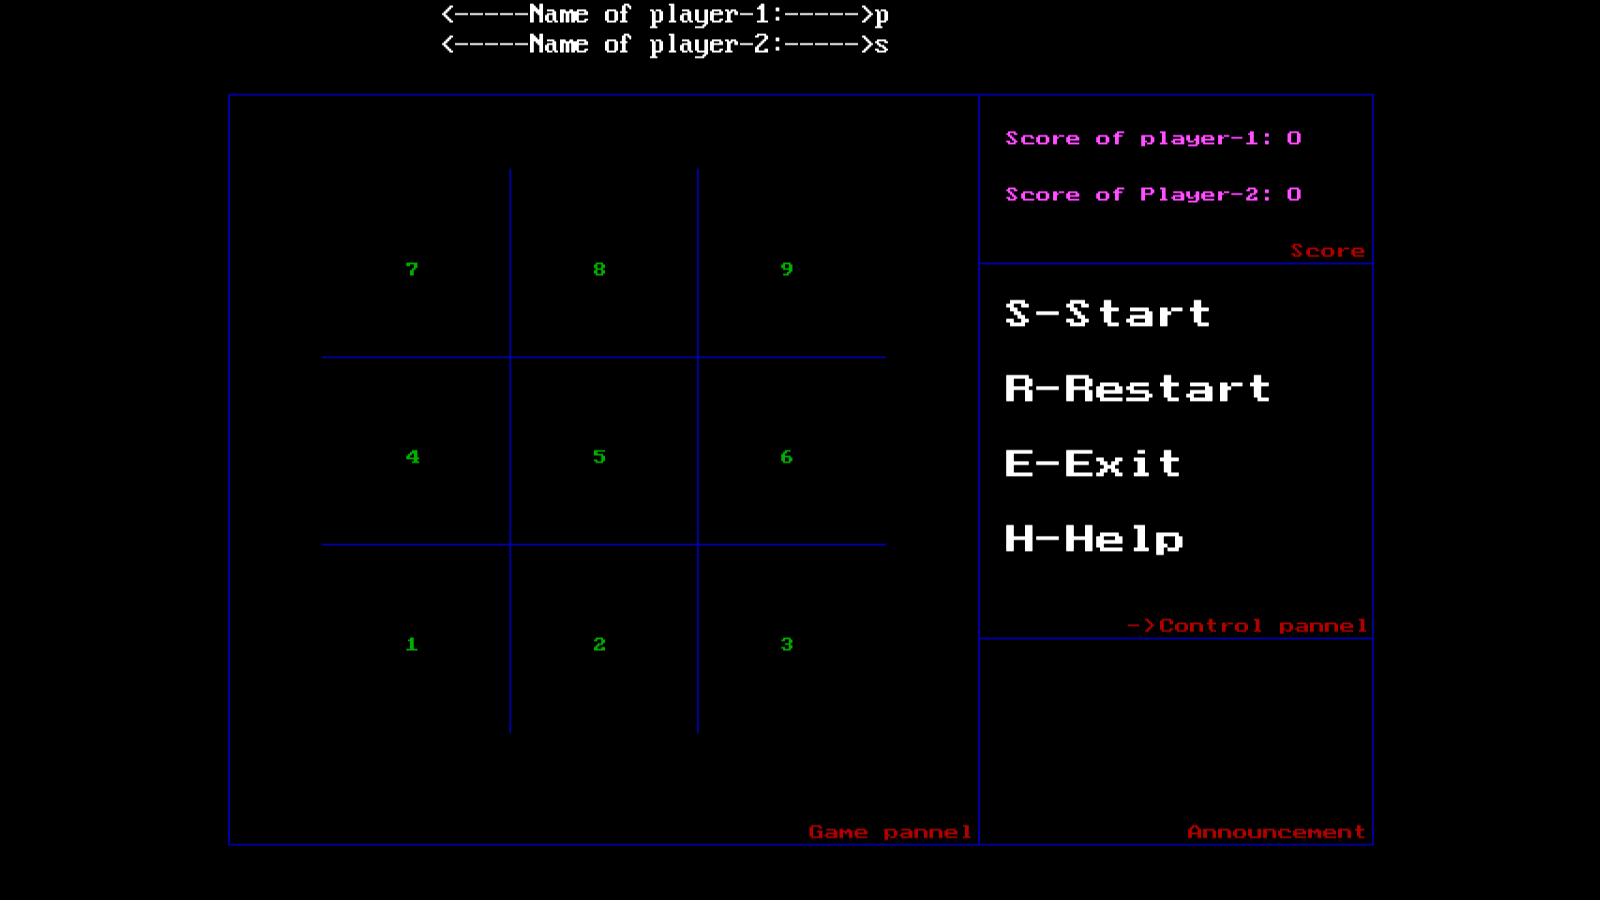 <-----Name of player-1:----->p
<-----Name of player-2:----->s
Score of player-1: 0
Score of Player-2: 0
Score
7 8 9
4 5 6
1 2 3
Game pannel
S-Start
R-Restart
E-Exit
H-Help
->Control pannel
Announcement